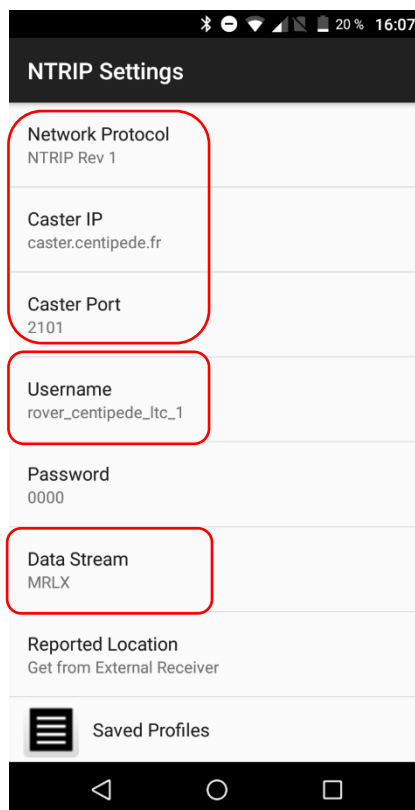 20 % 16:07
NTRIP Settings
Network Protocol
NTRIP Rev 1
Caster IP
caster.centipede.fr
Caster Port
2101
Username
rover_centipede_ltc_1
Password
0000
Data Stream
MRLX
Reported Location
Get from External Receiver
Saved Profiles